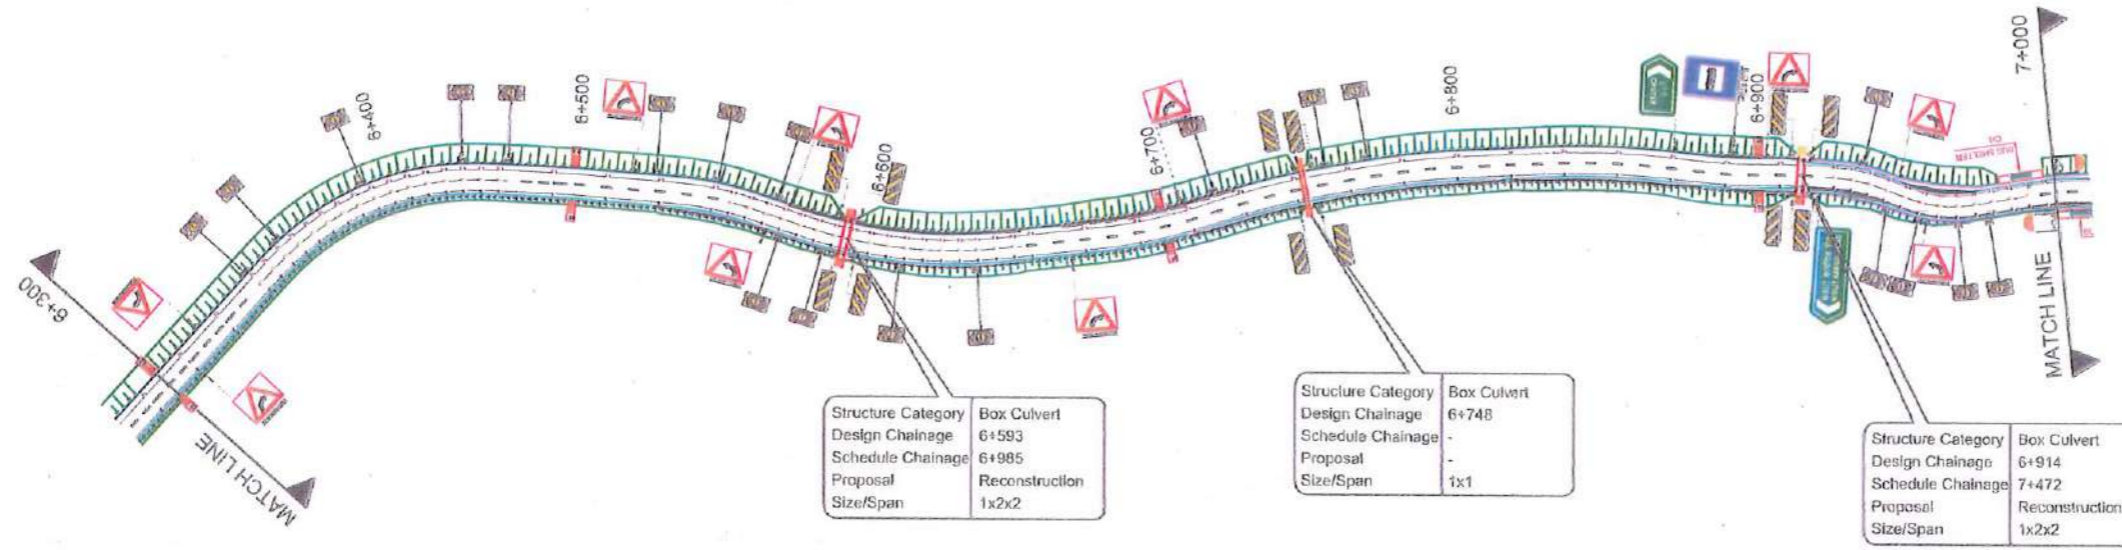 6+300
6+400
6+500
6+600
6+700
6+800
6+900
7+000
MATCH LINE
MATCH LINE
Structure Category Box Culvert
Design Chainage 6+593
Schedule Chainage 6+985
Proposal Reconstruction
Size/Span 1x2x2
Structure Category Box Culvert
Design Chainage 6+748
Schedule Chainage -
Proposal -
Size/Span 1x1
Structure Category Box Culvert
Design Chainage 6+914
Schedule Chainage 7+472
Proposal Reconstruction
Size/Span 1x2x2